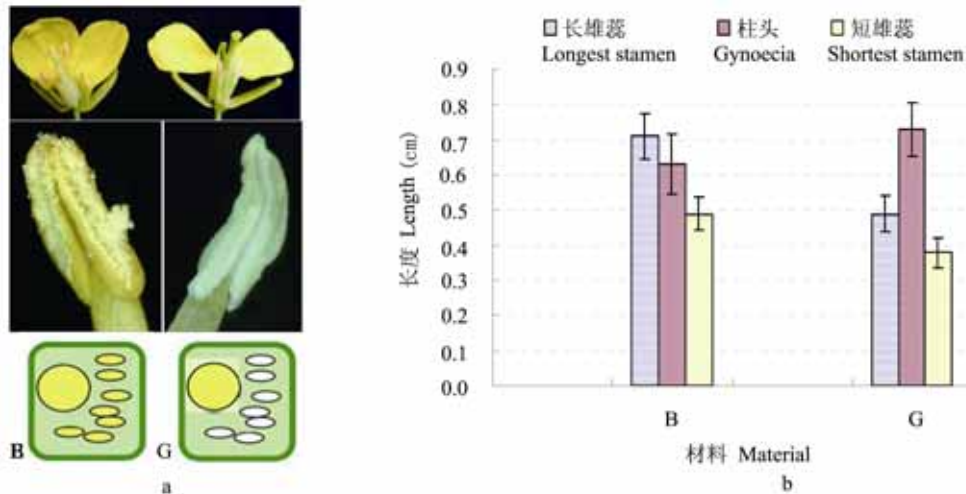 B G
a
长雄蕊 柱头 短雄蕊
Longest stamen Gynoecia Shortest stamen
长度 Length (cm)
0.9
0.8
0.7
0.6
0.5
0.4
0.3
0.2
0.1
0.0
B G
材料 Material
b